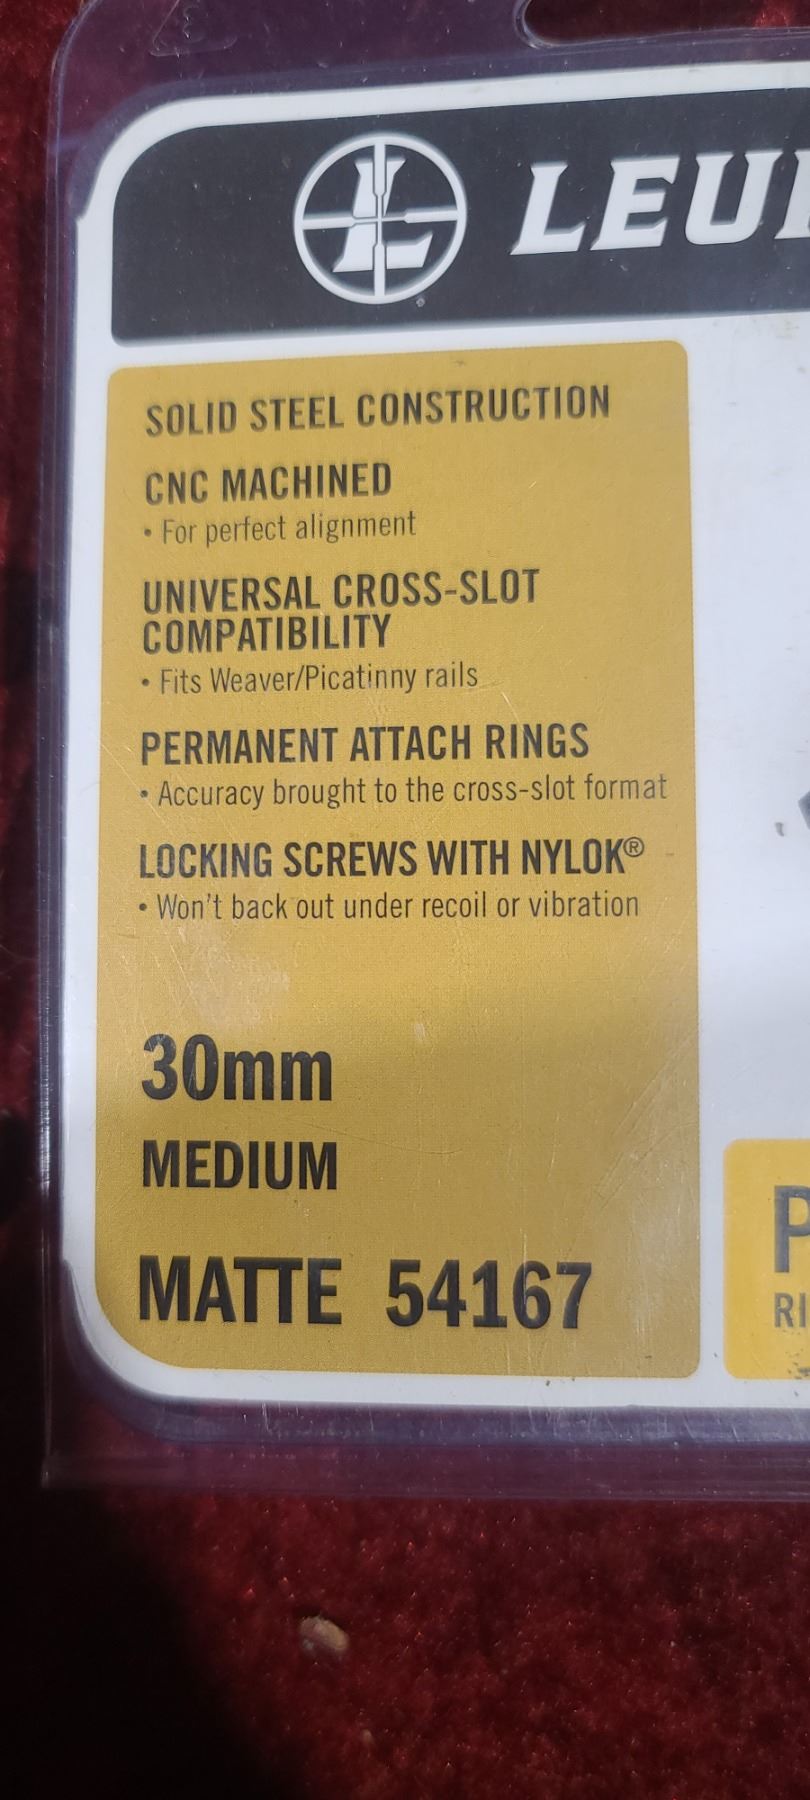 L LEU
SOLID STEEL CONSTRUCTION
CNC MACHINED
• For perfect alignment
UNIVERSAL CROSS-SLOT
COMPATIBILITY
• Fits Weaver/Picatinny rails
PERMANENT ATTACH RINGS
• Accuracy brought to the cross-slot format
LOCKING SCREWS WITH NYLOK®
• Won't back out under recoil or vibration
30mm
MEDIUM
MATTE 54167
P
RI